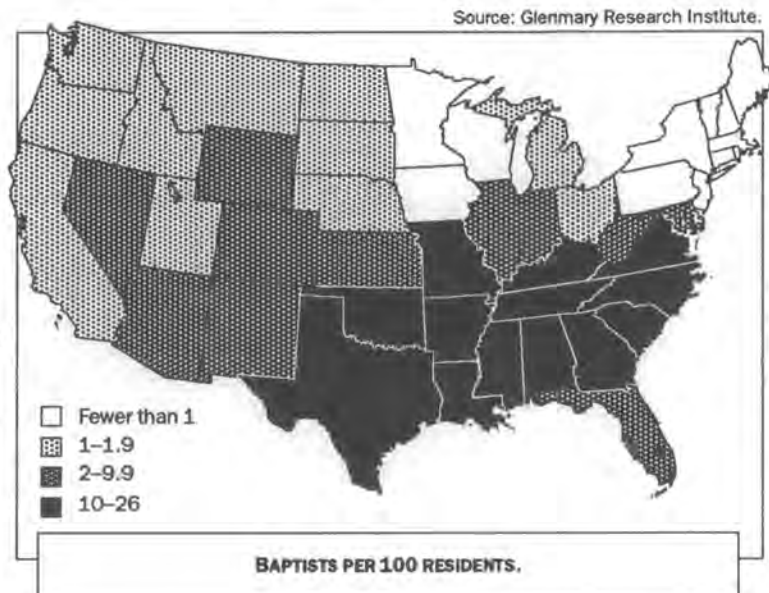 Source: Glenmary Research Institute.
Fewer than 1
1–1.9
2–9.9
10–26
BAPTISTS PER 100 RESIDENTS.